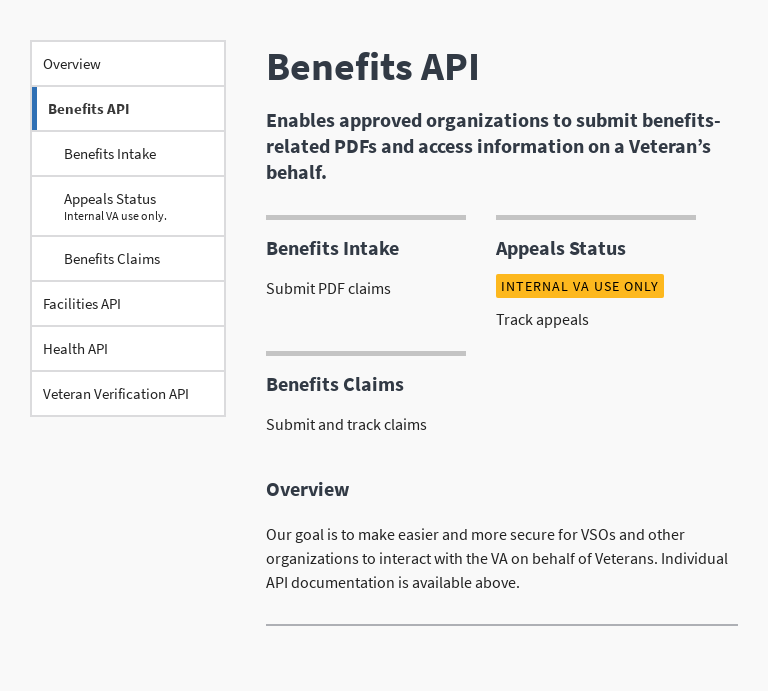 Overview
Benefits API
Benefits Intake
Appeals Status
Internal VA use only.
Benefits Claims
Facilities API
Health API
Veteran Verification API
Benefits API
Enables approved organizations to submit benefits-
related PDFs and access information on a Veteran’s
behalf.
Benefits Intake
Submit PDF claims
Appeals Status
INTERNAL VA USE ONLY
Track appeals
Benefits Claims
Submit and track claims
Overview
Our goal is to make easier and more secure for VSOs and other
organizations to interact with the VA on behalf of Veterans. Individual
API documentation is available above.